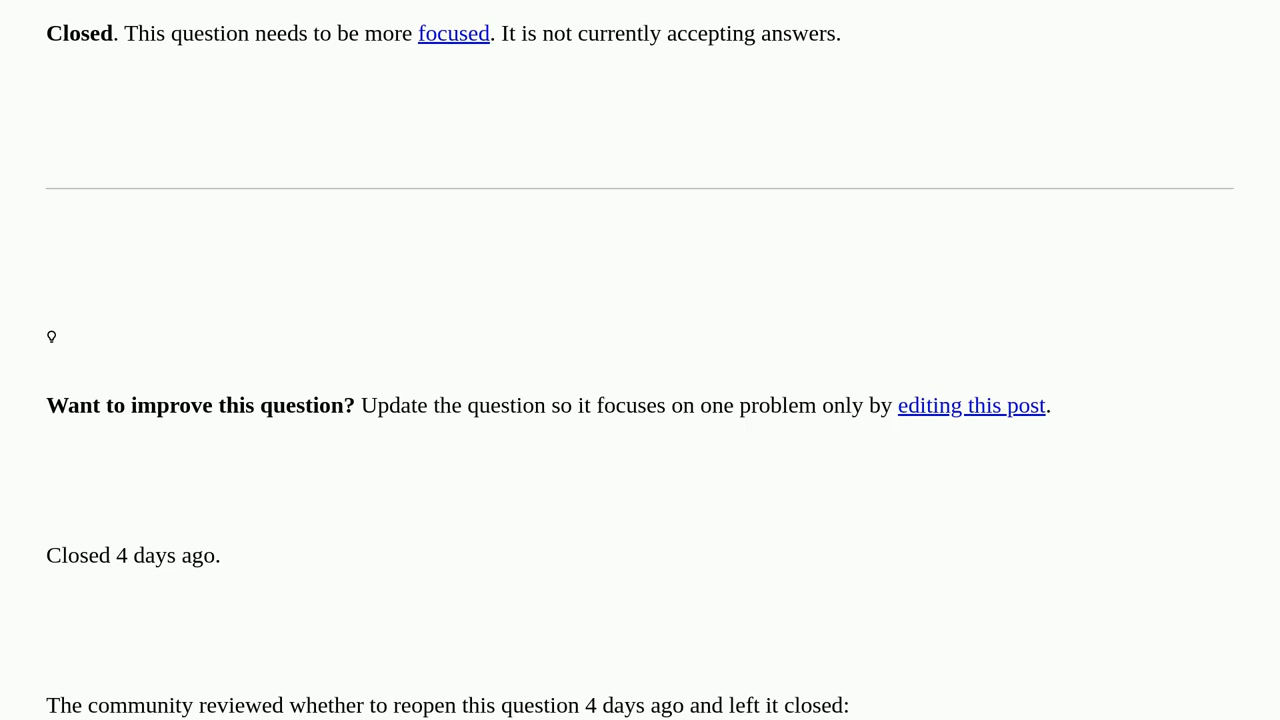 Closed. This question needs to be more focused. It is not currently accepting answers.
Want to improve this question? Update the question so it focuses on one problem only by editing this post.
Closed 4 days ago.
The community reviewed whether to reopen this question 4 days ago and left it closed: